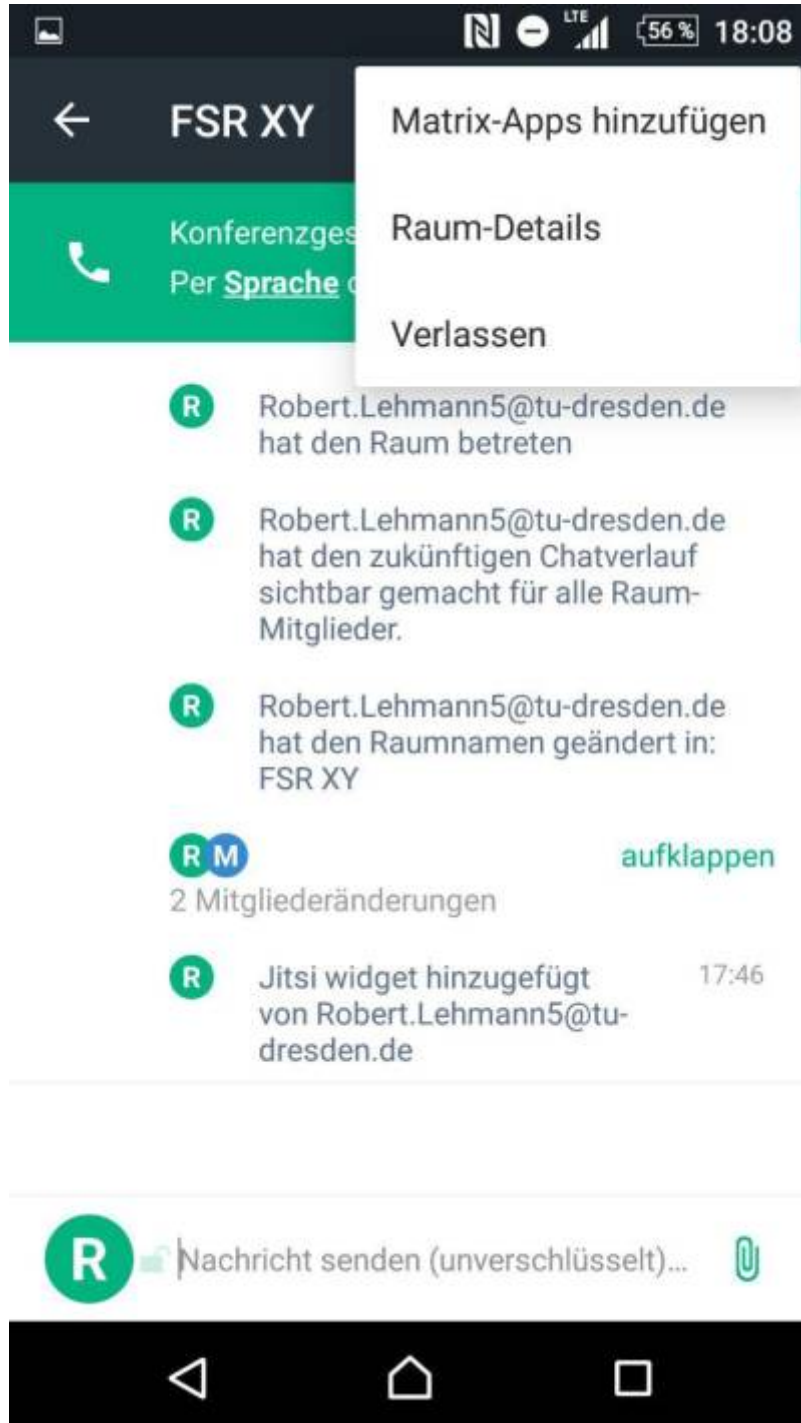 LTE 56 % 18:08
FSR XY
Matrix-Apps hinzufügen
Raum-Details
Verlassen
Per Sprache
R Robert.Lehmann5@tu-dresden.de
hat den Raum betreten
R Robert.Lehmann5@tu-dresden.de
hat den zukünftigen Chatverlauf
sichtbar gemacht für alle Raum-
Mitglieder.
R Robert.Lehmann5@tu-dresden.de
hat den Raumnamen geändert in:
FSR XY
R M aufklappen
2 Mitgliederänderungen
R Jitsi widget hinzugefügt 17:46
von Robert.Lehmann5@tu-
dresden.de
R Nachricht senden (unverschlüsselt)...